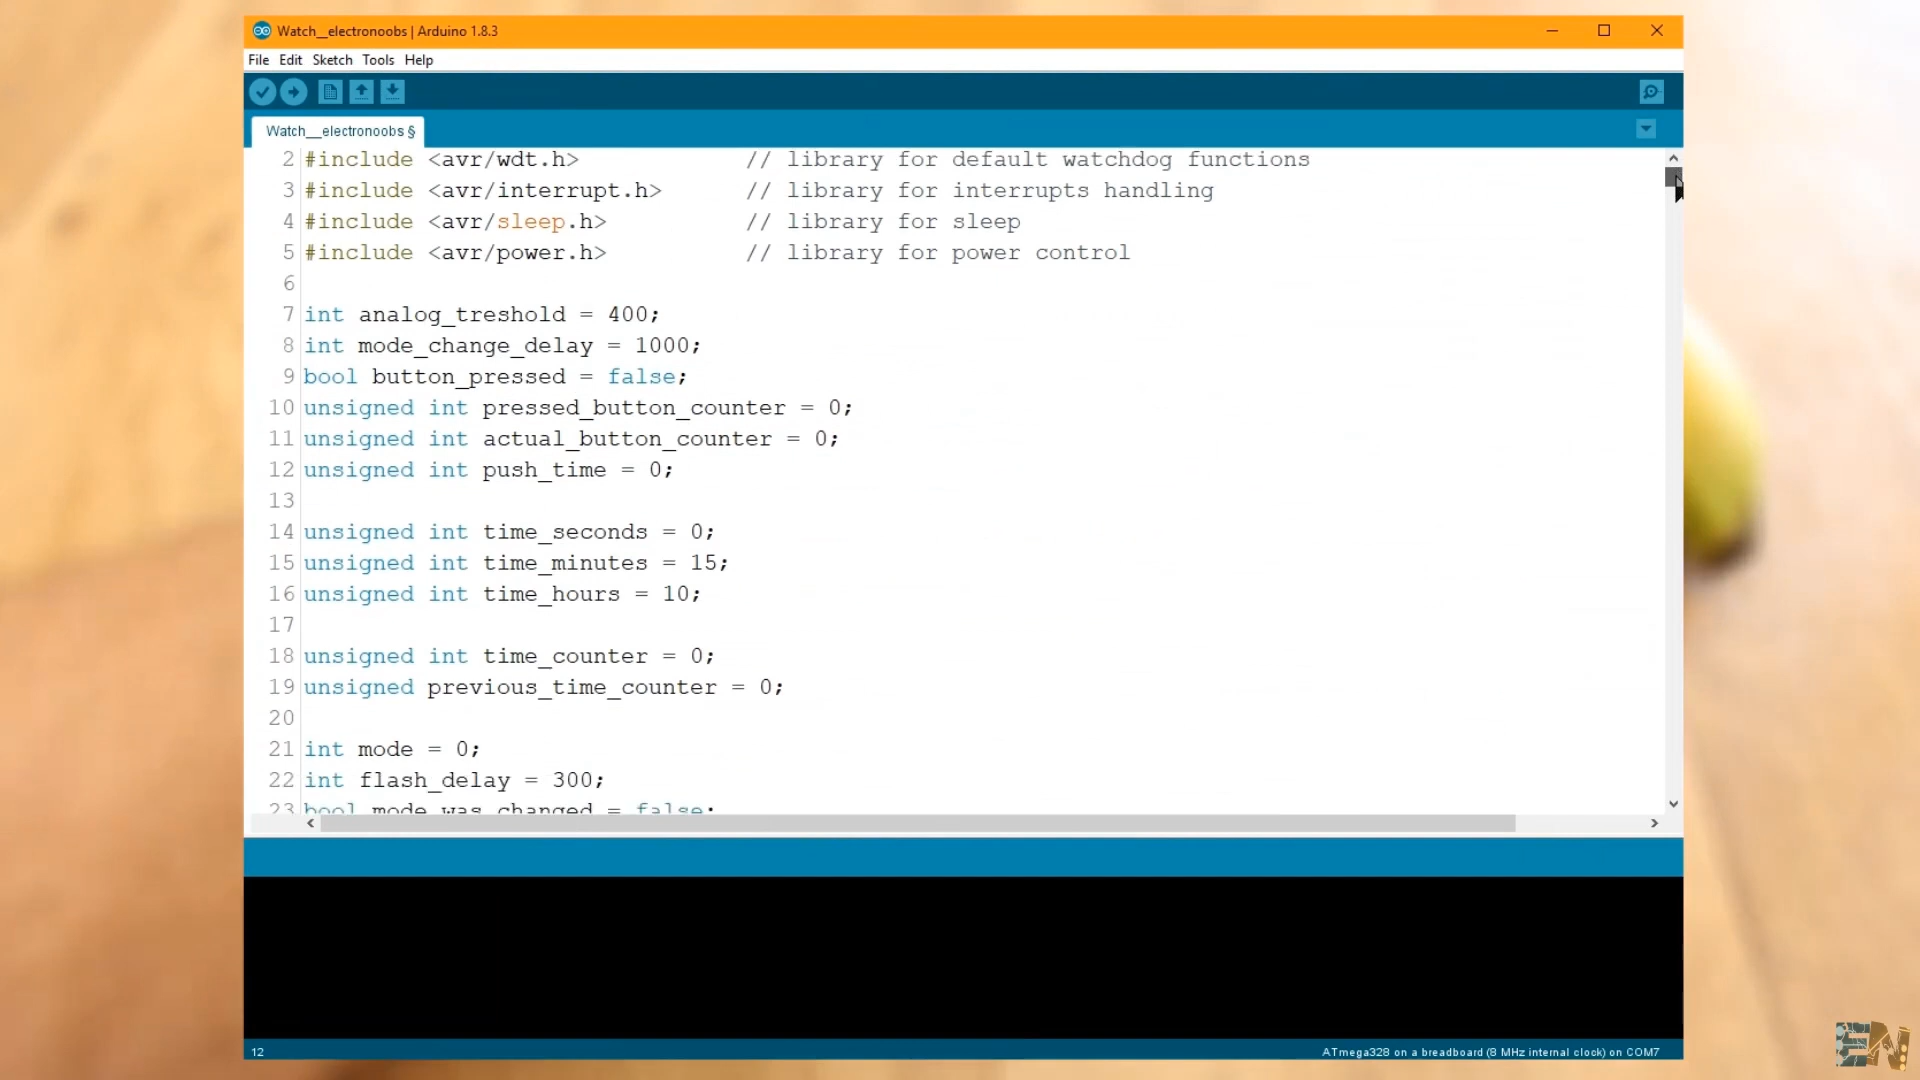 Watch__electronoobs | Arduino 1.8.3
File Edit Sketch Tools Help
Watch__electronoobs §
2 #include <avr/wdt.h> // library for default watchdog functions
3 #include <avr/interrupt.h> // library for interrupts handling
4 #include <avr/sleep.h> // library for sleep
5 #include <avr/power.h> // library for power control
6
7 int analog_treshold = 400;
8 int mode_change_delay = 1000;
9 bool button_pressed = false;
10 unsigned int pressed_button_counter = 0;
11 unsigned int actual_button_counter = 0;
12 unsigned int push_time = 0;
13
14 unsigned int time_seconds = 0;
15 unsigned int time_minutes = 15;
16 unsigned int time_hours = 10;
17
18 unsigned int time_counter = 0;
19 unsigned previous_time_counter = 0;
20
21 int mode = 0;
22 int flash_delay = 300;
23 bool mode_was_changed = false;
12 ATmega328 on a breadboard (8 MHz internal clock) on COM7
EN